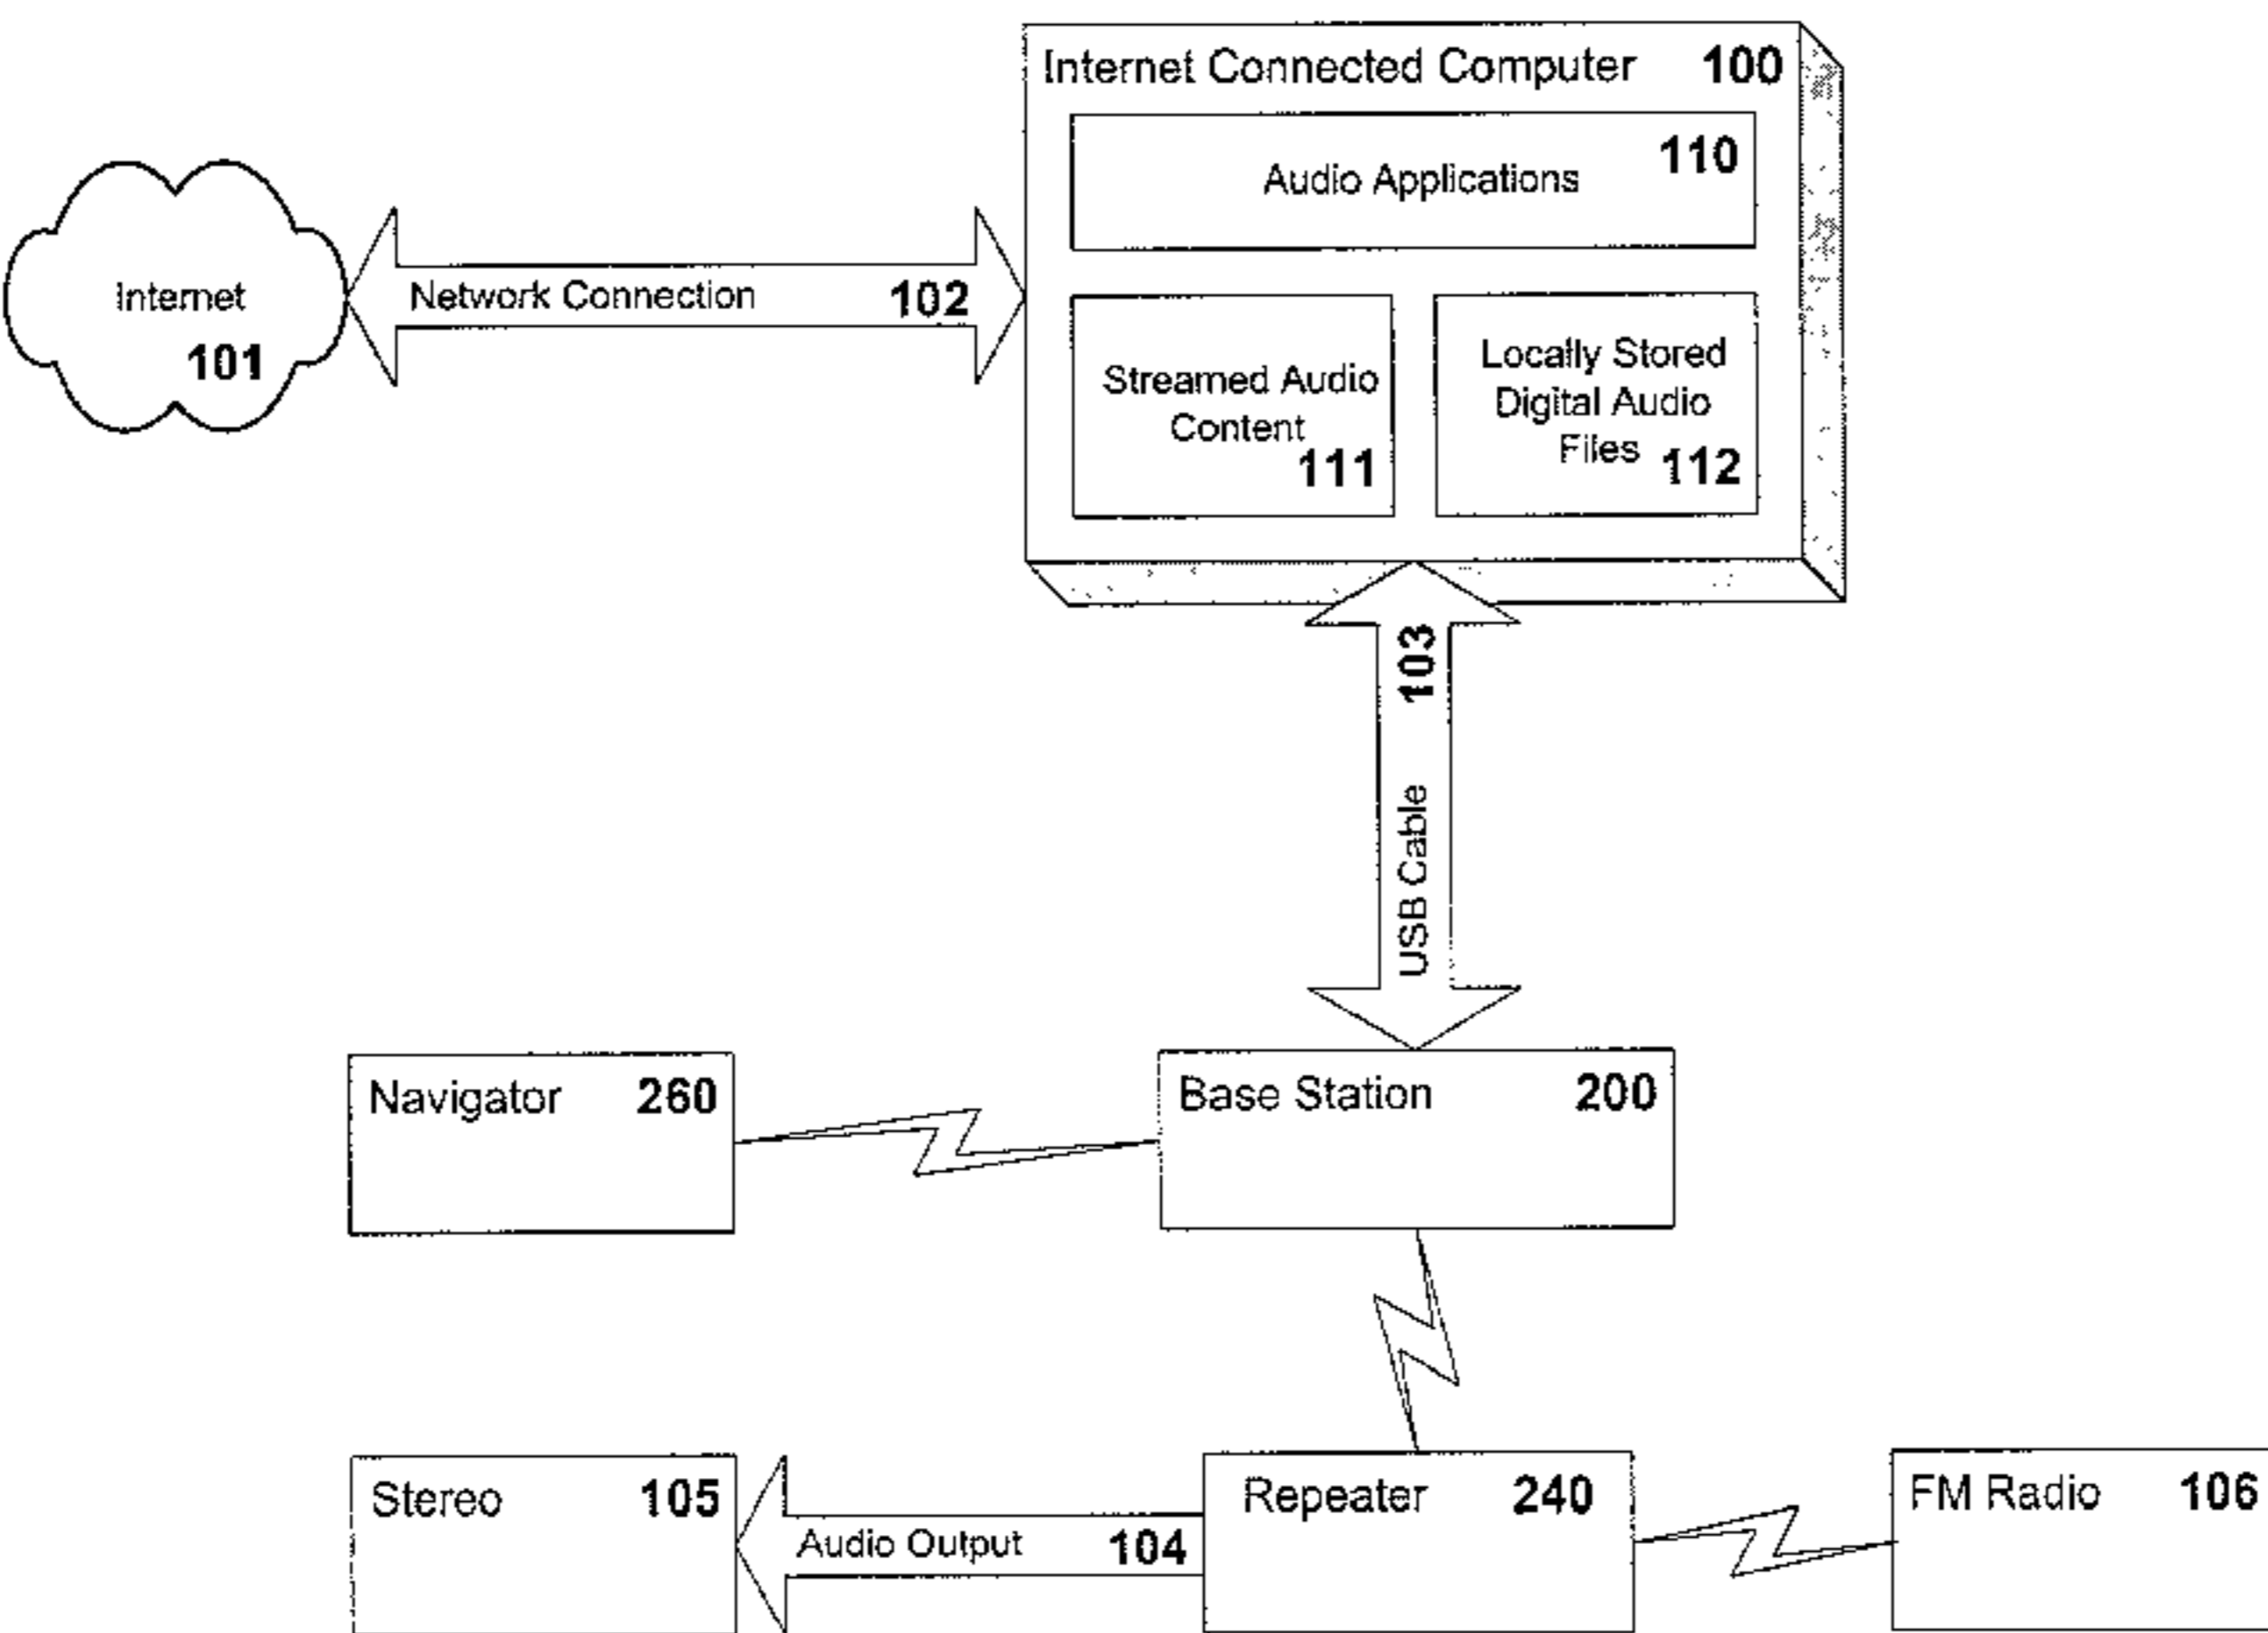 Internet Connected Computer 100
Audio Applications 110
Internet
101
Network Connection 102
Streamed Audio
Content
111
Locally Stored
Digital Audio
Files 112
USB Cable 103
Navigator 260
Base Station 200
Stereo 105
Audio Output 104
Repeater 240
FM Radio 106